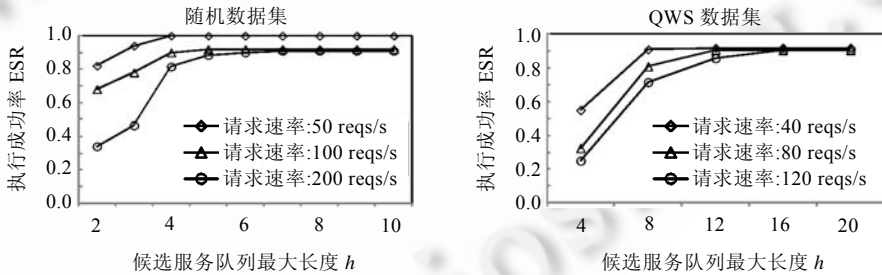 随机数据集
执行成功率 ESR
1.0
0.8
0.6
0.4
0.2
0.0
请求速率:50 reqs/s
请求速率:100 reqs/s
请求速率:200 reqs/s
2 4 6 8 10
候选服务队列最大长度 h
QWS 数据集
执行成功率 ESR
1.0
0.8
0.6
0.4
0.2
0.0
请求速率:40 reqs/s
请求速率:80 reqs/s
请求速率:120 reqs/s
4 8 12 16 20
候选服务队列最大长度 h